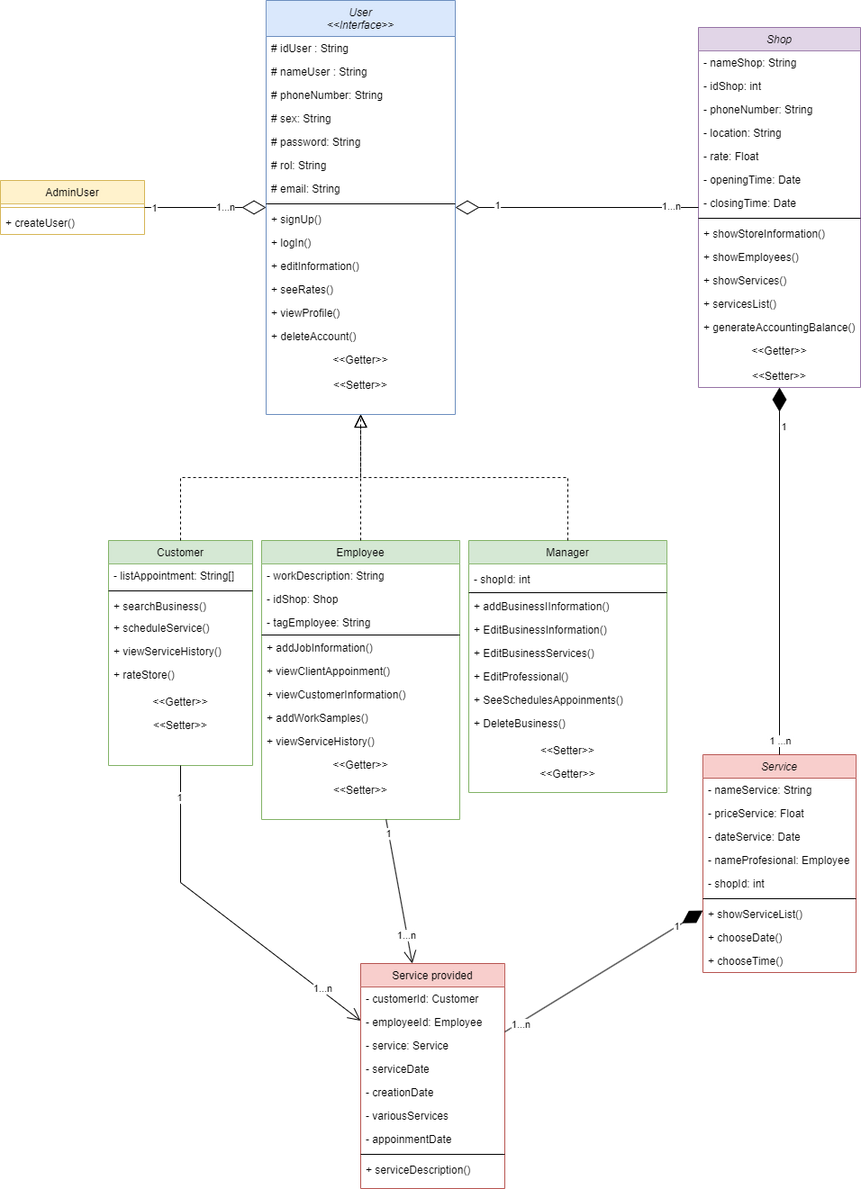 User
<<Interface>>
# idUser : String
# nameUser : String
# phoneNumber: String
# sex: String
# password: String
# rol: String
# email: String
+ signUp()
+ logIn()
+ editInformation()
+ seeRates()
+ viewProfile()
+ deleteAccount()
<<Getter>>
<<Setter>>
Shop
- nameShop: String
- idShop: int
- phoneNumber: String
- location: String
- rate: Float
- openingTime: Date
- closingTime: Date
+ showStoreInformation()
+ showEmployees()
+ showServices()
+ servicesList()
+ generateAccountingBalance()
<<Getter>>
<<Setter>>
AdminUser
+ createUser()
1
1...n
1
1...n
1
1 ...n
Customer
- listAppointment: String[]
+ searchBusiness()
+ scheduleService()
+ viewServiceHistory()
+ rateStore()
<<Getter>>
<<Setter>>
Employee
- workDescription: String
- idShop: Shop
- tagEmployee: String
+ addJobInformation()
+ viewClientAppoinment()
+ viewCustomerInformation()
+ addWorkSamples()
+ viewServiceHistory()
<<Getter>>
<<Setter>>
Manager
- shopId: int
+ addBusinessIInformation()
+ EditBusinessInformation()
+ EditBusinessServices()
+ EditProfessional()
+ SeeSchedulesAppoinments()
+ DeleteBusiness()
<<Setter>>
<<Getter>>
Service
- nameService: String
- priceService: Float
- dateService: Date
- nameProfesional: Employee
- shopId: int
+ showServiceList()
+ chooseDate()
+ chooseTime()
1
1...n
1
1...n
1
1...n
Service provided
- customerId: Customer
- employeeId: Employee
- service: Service
- serviceDate
- creationDate
- variousServices
- appoinmentDate
+ serviceDescription()